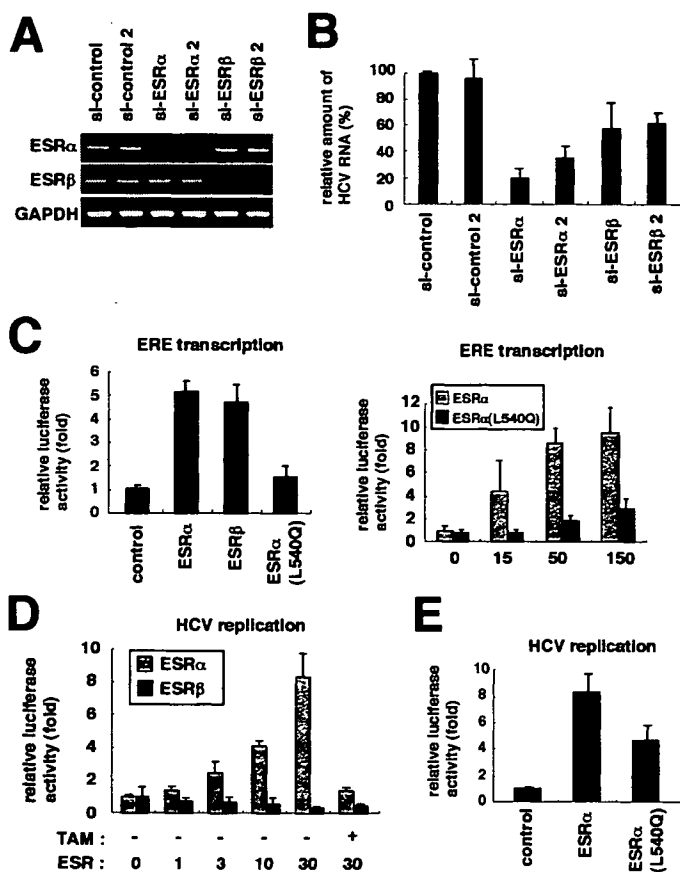 A
si-control
si-control 2
si-ESRα
si-ESRα 2
si-ESRβ
si-ESRβ 2
ESRα
ESRβ
GAPDH
B
relative amount of
HCV RNA (%)
100
80
60
40
20
0
si-control
si-control 2
si-ESRα
si-ESRα 2
si-ESRβ
si-ESRβ 2
C
ERE transcription
relative luciferase
activity (fold)
6
5
4
3
2
1
0
control
ESRα
ESRβ
ESRα
(L540Q)
ERE transcription
relative luciferase
activity (fold)
12
10
8
6
4
2
0
ESRα
ESRα(L540Q)
0 15 50 150
D
HCV replication
relative luciferase
activity (fold)
10
8
6
4
2
0
ESRα
ESRβ
TAM : - - - - - +
ESR : 0 1 3 10 30 30
E
HCV replication
relative luciferase
activity (fold)
10
8
6
4
2
0
control
ESRα
ESRα
(L540Q)